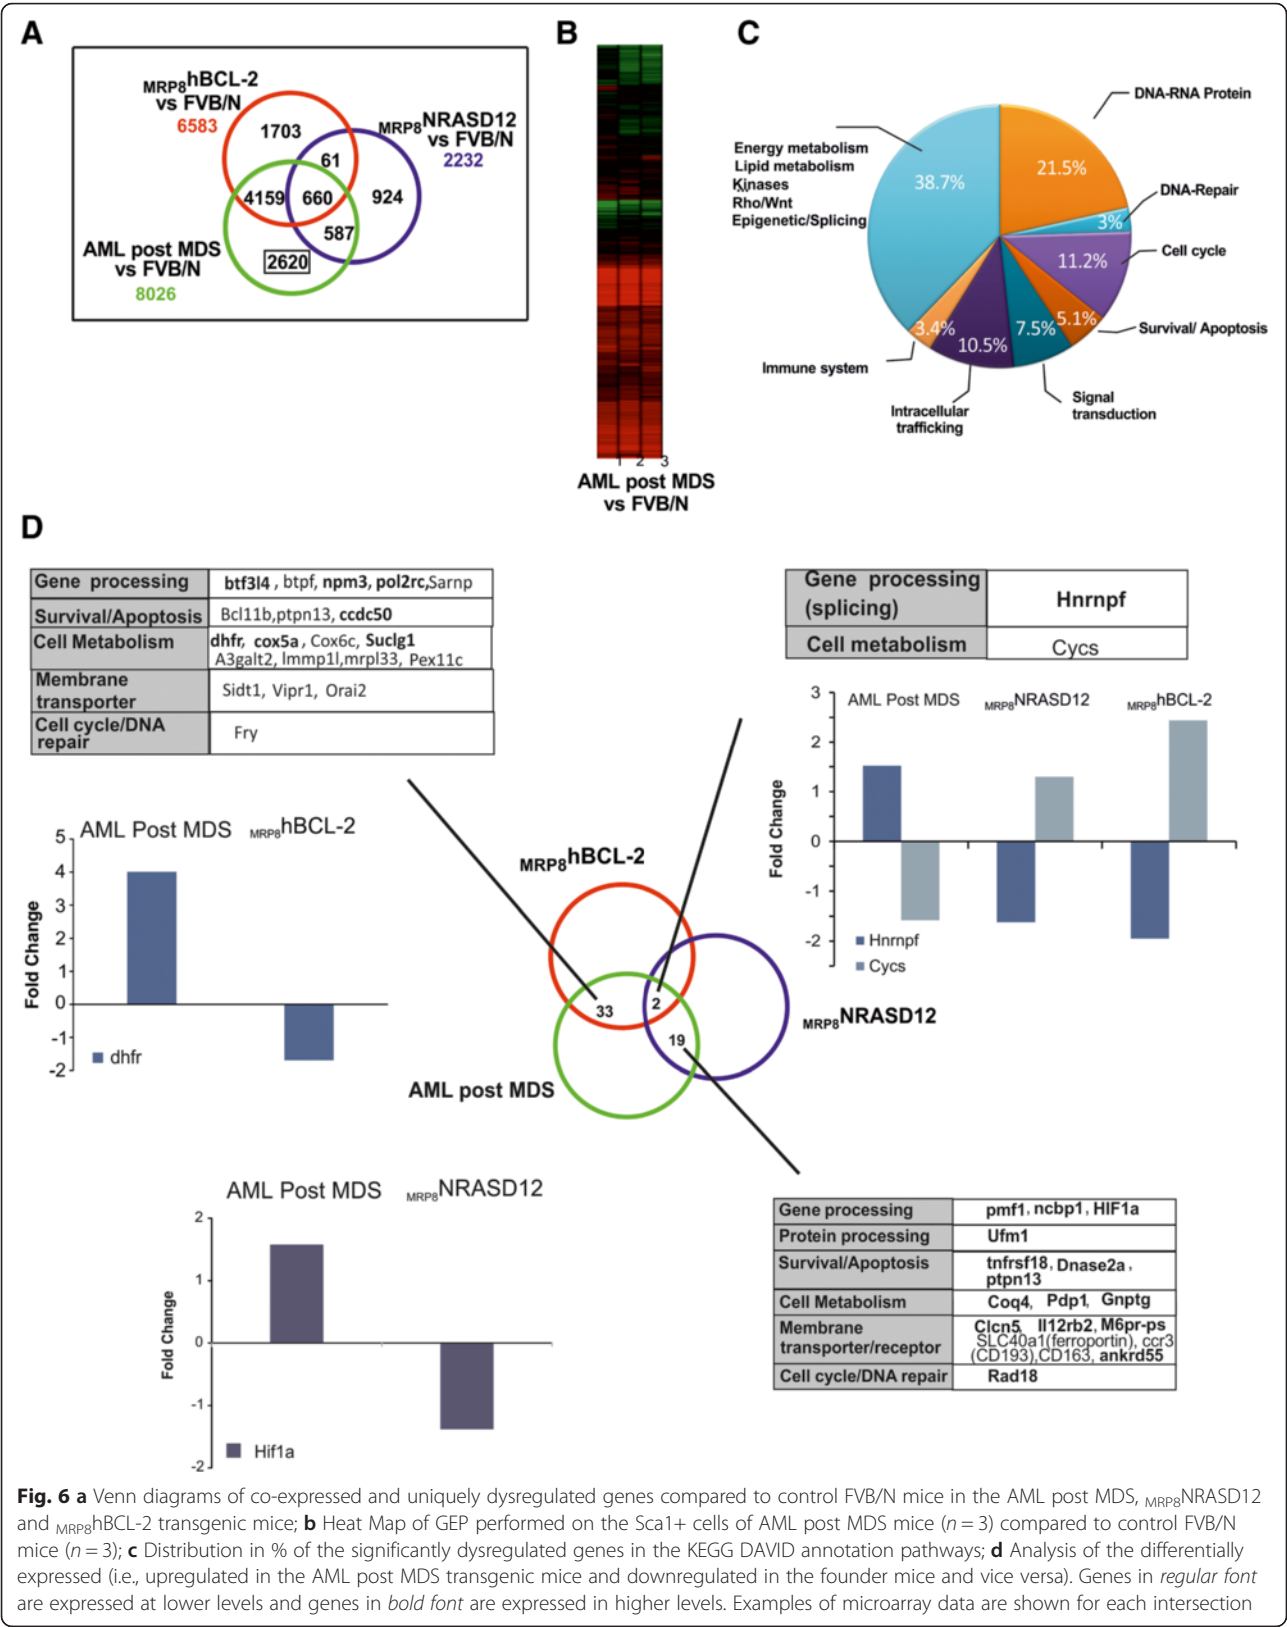 A
B
C
MRP8hBCL-2
vs FVB/N
6583
1703
MRP8NRASD12
vs FVB/N
2232
61
4159
660
924
587
AML post MDS
vs FVB/N
8026
2620
1 2 3
AML post MDS
vs FVB/N
DNA-RNA Protein
Energy metabolism
Lipid metabolism
Kinases
Rho/Wnt
Epigenetic/Splicing
38.7%
21.5%
DNA-Repair
3%
Cell cycle
11.2%
5.1%
Survival/ Apoptosis
7.5%
3.4%
10.5%
Immune system
Signal
transduction
Intracellular
trafficking
D
Gene processing btf3l4 , btpf, npm3, pol2rc,Sarnp
Survival/Apoptosis Bcl11b,ptpn13, ccdc50
Cell Metabolism dhfr, cox5a , Cox6c, Suclg1
A3galt2, Immp1l,mrpl33, Pex11c
Membrane
transporter Sidt1, Vipr1, Orai2
Cell cycle/DNA
repair Fry
Gene processing
(splicing) Hnrnpf
Cell metabolism Cycs
AML Post MDS MRP8NRASD12 MRP8hBCL-2
3
2
1
0
-1
-2
Fold Change
Hnrnpf
Cycs
AML Post MDS MRP8hBCL-2
5
4
3
2
1
0
-1
-2
Fold Change
dhfr
MRP8hBCL-2
33
2
19
MRP8NRASD12
AML post MDS
AML Post MDS MRP8NRASD12
2
1
0
-1
-2
Fold Change
Hif1a
Gene processing pmf1, ncbp1, HIF1a
Protein processing Ufm1
Survival/Apoptosis tnfrsf18, Dnase2a ,
ptpn13
Cell Metabolism Coq4, Pdp1, Gnptg
Membrane Clcn5, Il12rb2, M6pr-ps
transporter/receptor SLC40a1(ferroportin), ccr3
(CD193),CD163, ankrd55
Cell cycle/DNA repair Rad18
Fig. 6 a Venn diagrams of co-expressed and uniquely dysregulated genes compared to control FVB/N mice in the AML post MDS, MRP8NRASD12
and MRP8hBCL-2 transgenic mice; b Heat Map of GEP performed on the Sca1+ cells of AML post MDS mice (n = 3) compared to control FVB/N
mice (n = 3); c Distribution in % of the significantly dysregulated genes in the KEGG DAVID annotation pathways; d Analysis of the differentially
expressed (i.e., upregulated in the AML post MDS transgenic mice and downregulated in the founder mice and vice versa). Genes in regular font
are expressed at lower levels and genes in bold font are expressed in higher levels. Examples of microarray data are shown for each intersection